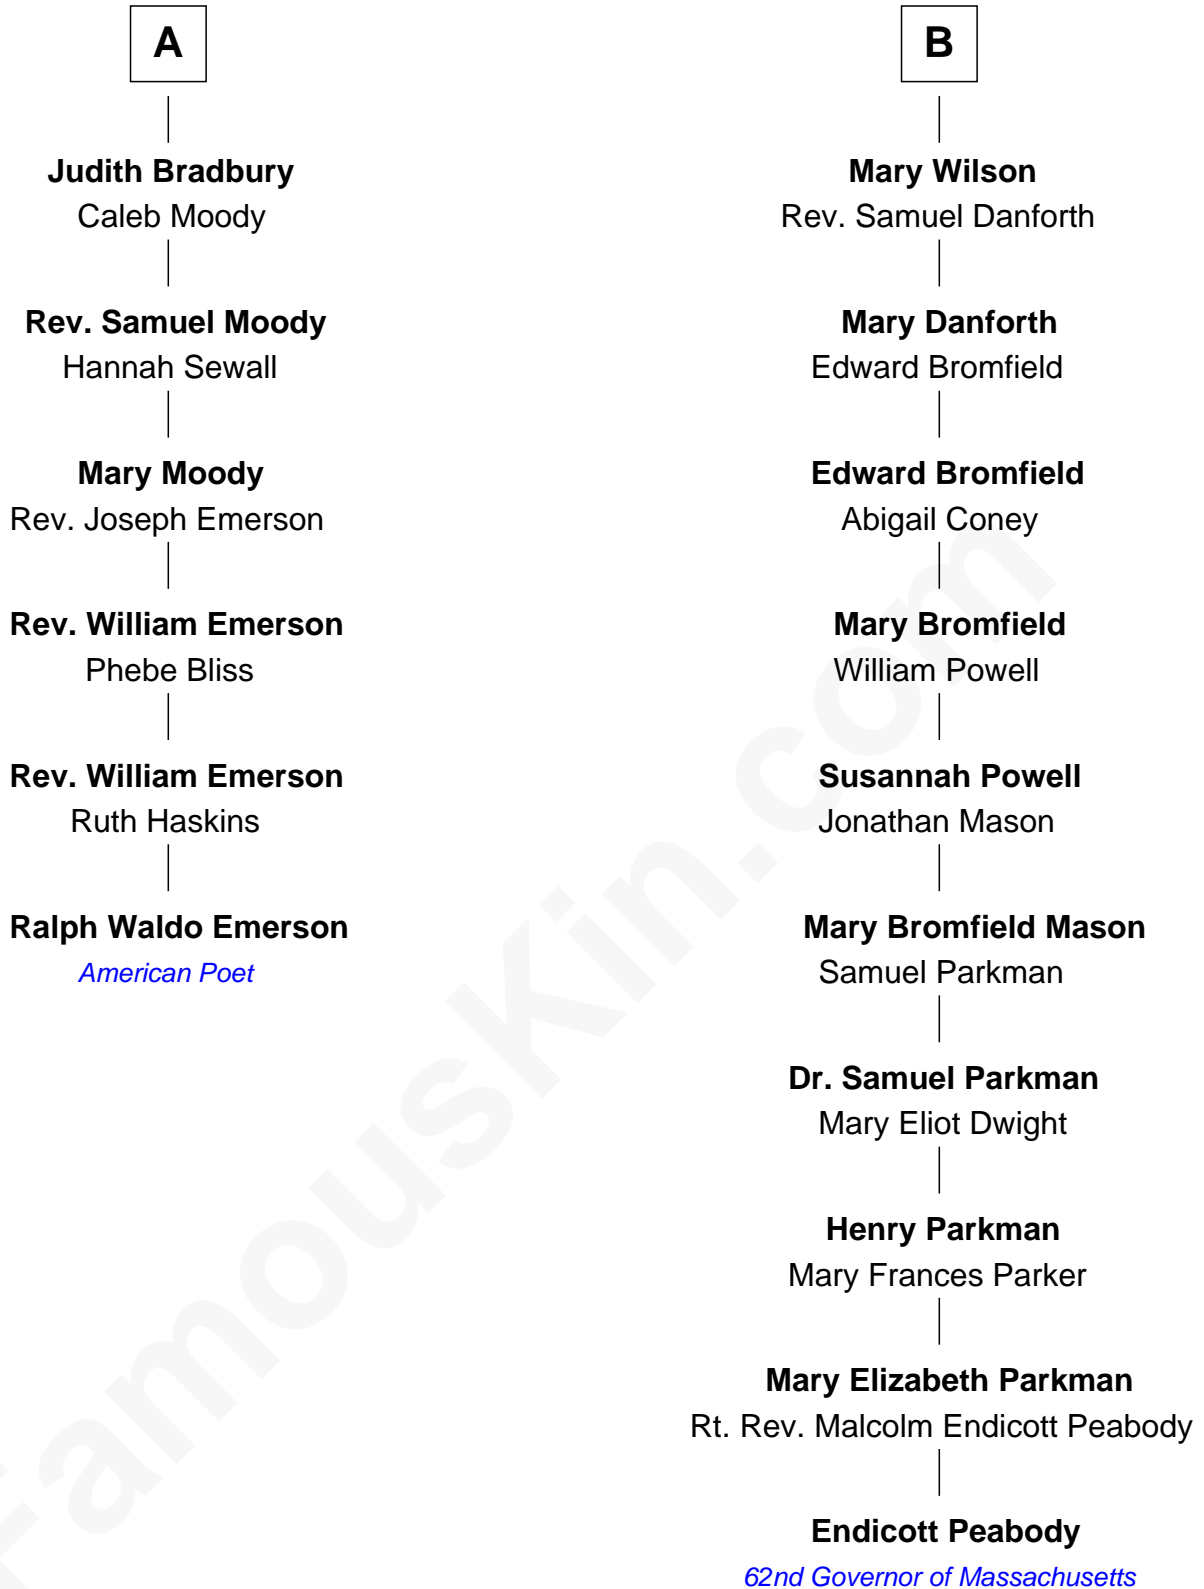 A
Judith Bradbury
Caleb Moody
Rev. Samuel Moody
Hannah Sewall
Mary Moody
Rev. Joseph Emerson
Rev. William Emerson
Phebe Bliss
Rev. William Emerson
Ruth Haskins
Ralph Waldo Emerson
American Poet
B
Mary Wilson
Rev. Samuel Danforth
Mary Danforth
Edward Bromfield
Edward Bromfield
Abigail Coney
Mary Bromfield
William Powell
Susannah Powell
Jonathan Mason
Mary Bromfield Mason
Samuel Parkman
Dr. Samuel Parkman
Mary Eliot Dwight
Henry Parkman
Mary Frances Parker
Mary Elizabeth Parkman
Rt. Rev. Malcolm Endicott Peabody
Endicott Peabody
62nd Governor of Massachusetts
FamousKin.com